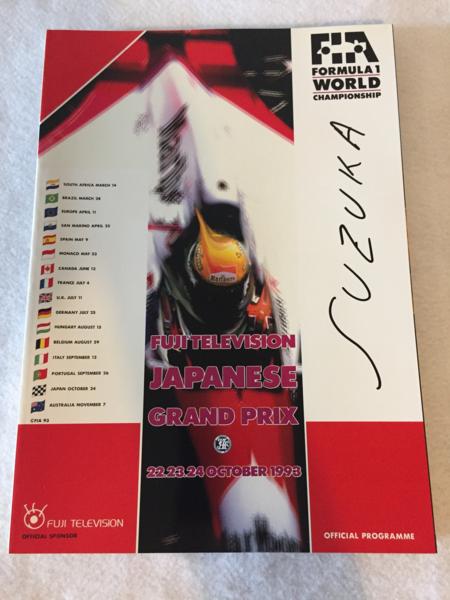 FIA
FORMULA 1
WORLD
CHAMPIONSHIP
SUZUKA
SOUTH AFRICA MARCH 14
BRAZIL MARCH 28
EUROPE APRIL 11
SAN MARINO APRIL 25
SPAIN MAY 9
MONACO MAY 23
CANADA JUNE 13
FRANCE JULY 4
U.K. JULY 11
GERMANY JULY 25
HUNGARY AUGUST 15
BELGIUM AUGUST 29
ITALY SEPTEMBER 12
PORTUGAL SEPTEMBER 26
JAPAN OCTOBER 24
AUSTRALIA NOVEMBER 7
Marlboro
FUJI TELEVISION
JAPANESE
GRAND PRIX
22.23.24 OCTOBER 1993
FUJI TELEVISION
OFFICIAL SPONSOR
OFFICIAL PROGRAMME